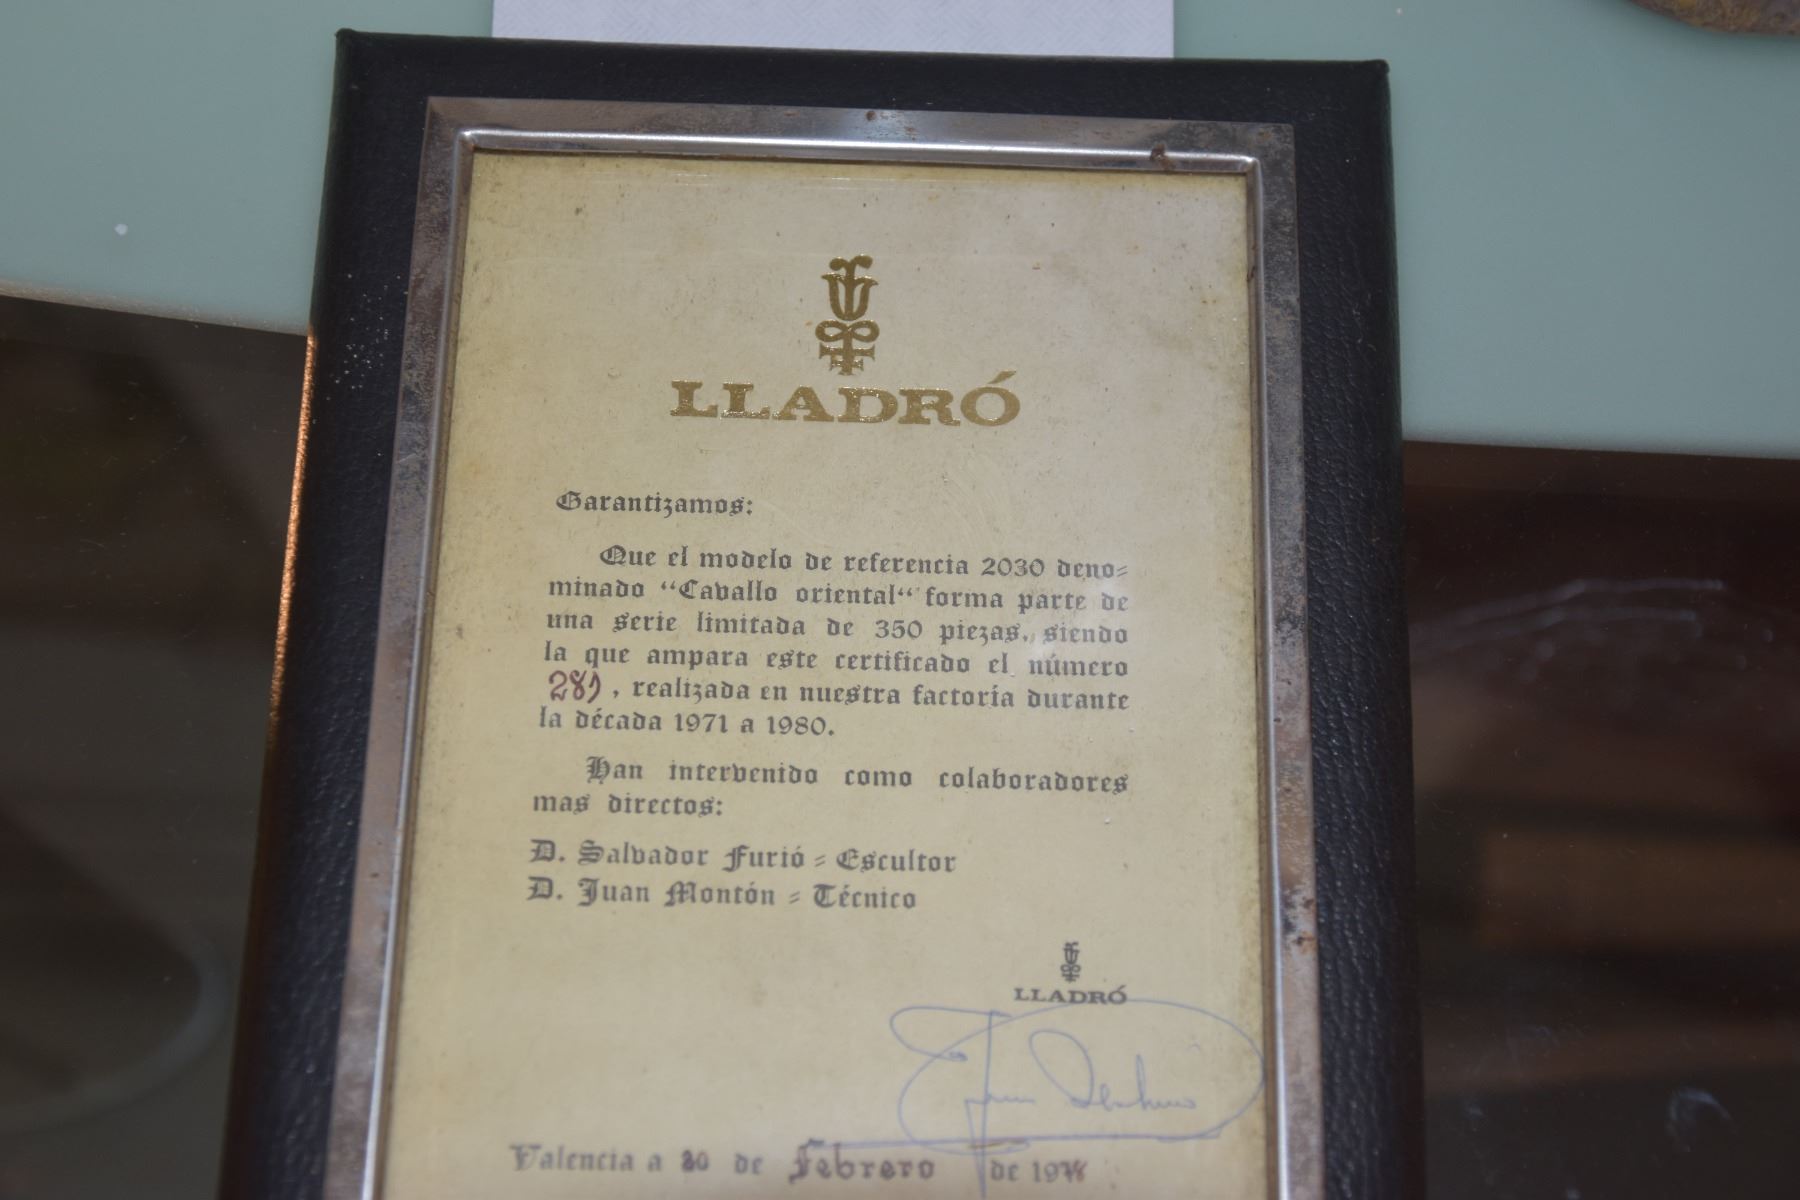 LLADRÓ
Garantizamos:
Que el modelo de referencia 2030 deno=
minado “Cavallo oriental“ forma parte de
una serie limitada de 350 piezas, siendo
la que ampara este certificado el número
, realizada en nuestra factoría durante
la década 1971 a 1980.
Han intervenido como colaboradores
mas directos:
D. Salvador Furió = Escultor
D. Juan Montón = Técnico
LLADRÓ
Valencia a de Febrero de